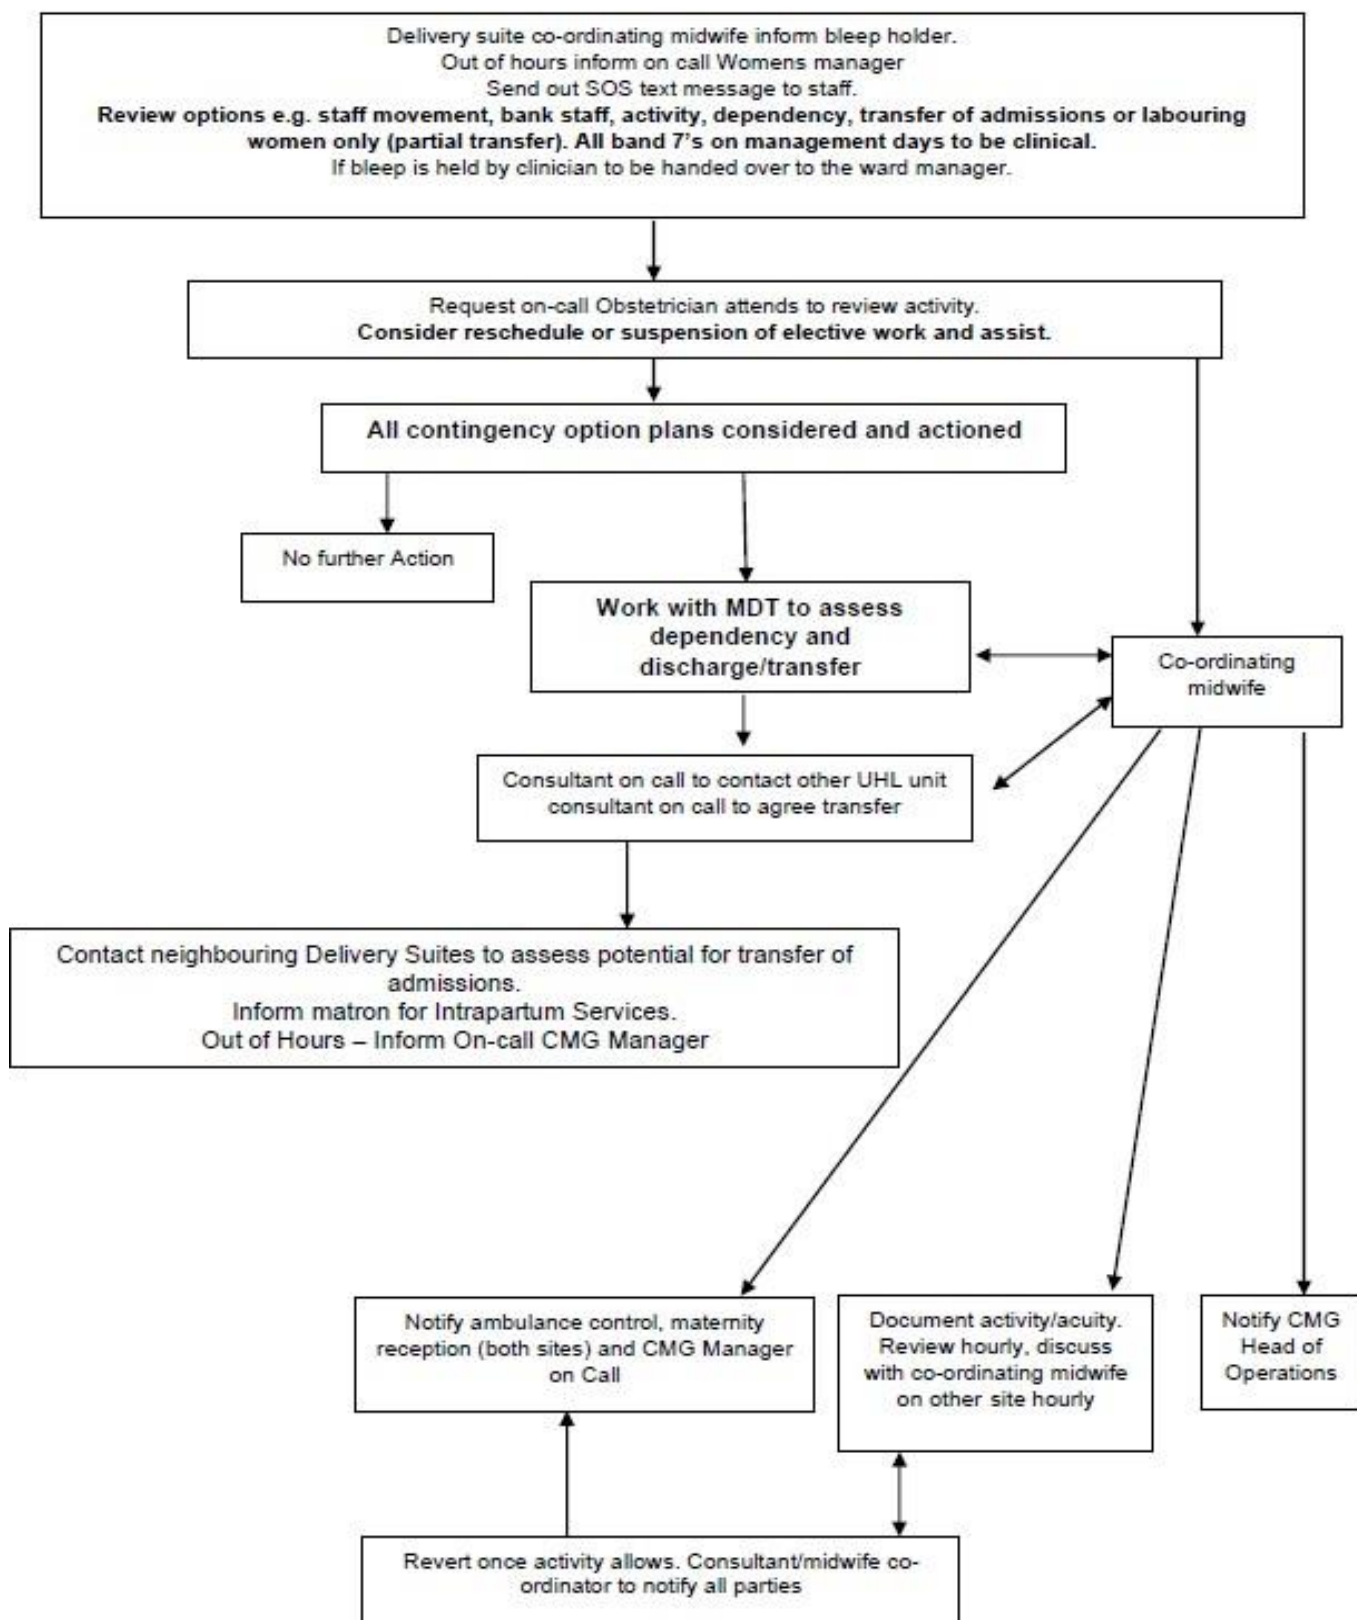 Delivery suite co-ordinating midwife inform bleep holder.
Out of hours inform on call Womens manager
Send out SOS text message to staff.
Review options e.g. staff movement, bank staff, activity, dependency, transfer of admissions or labouring
women only (partial transfer). All band 7's on management days to be clinical.
If bleep is held by clinician to be handed over to the ward manager.
Request on-call Obstetrician attends to review activity.
Consider reschedule or suspension of elective work and assist.
All contingency option plans considered and actioned
No further Action
Work with MDT to assess
dependency and
discharge/transfer
Co-ordinating
midwife
Consultant on call to contact other UHL unit
consultant on call to agree transfer
Contact neighbouring Delivery Suites to assess potential for transfer of
admissions.
Inform matron for Intrapartum Services.
Out of Hours – Inform On-call CMG Manager
Notify ambulance control, maternity
reception (both sites) and CMG Manager
on Call
Document activity/acuity.
Review hourly, discuss
with co-ordinating midwife
on other site hourly
Notify CMG
Head of
Operations
Revert once activity allows. Consultant/midwife co-
ordinator to notify all parties